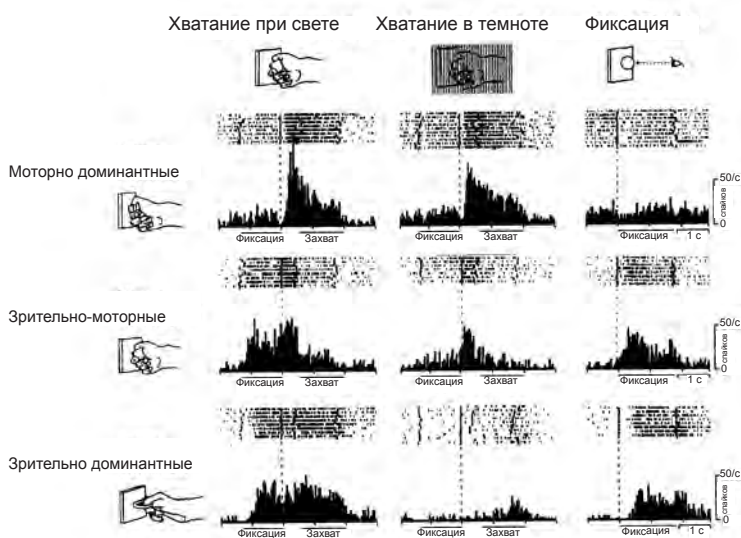 Хватание при свете
Хватание в темноте
Фиксация
Моторно доминантные
50/с
спайков
0
Фиксация Захват
Фиксация Захват
Фиксация 1 с
Зрительно-моторные
50/с
спайков
0
Фиксация Захват
Фиксация Захват
Фиксация 1 с
Зрительно доминантные
50/с
спайков
0
Фиксация Захват
Фиксация Захват
Фиксация 1 с